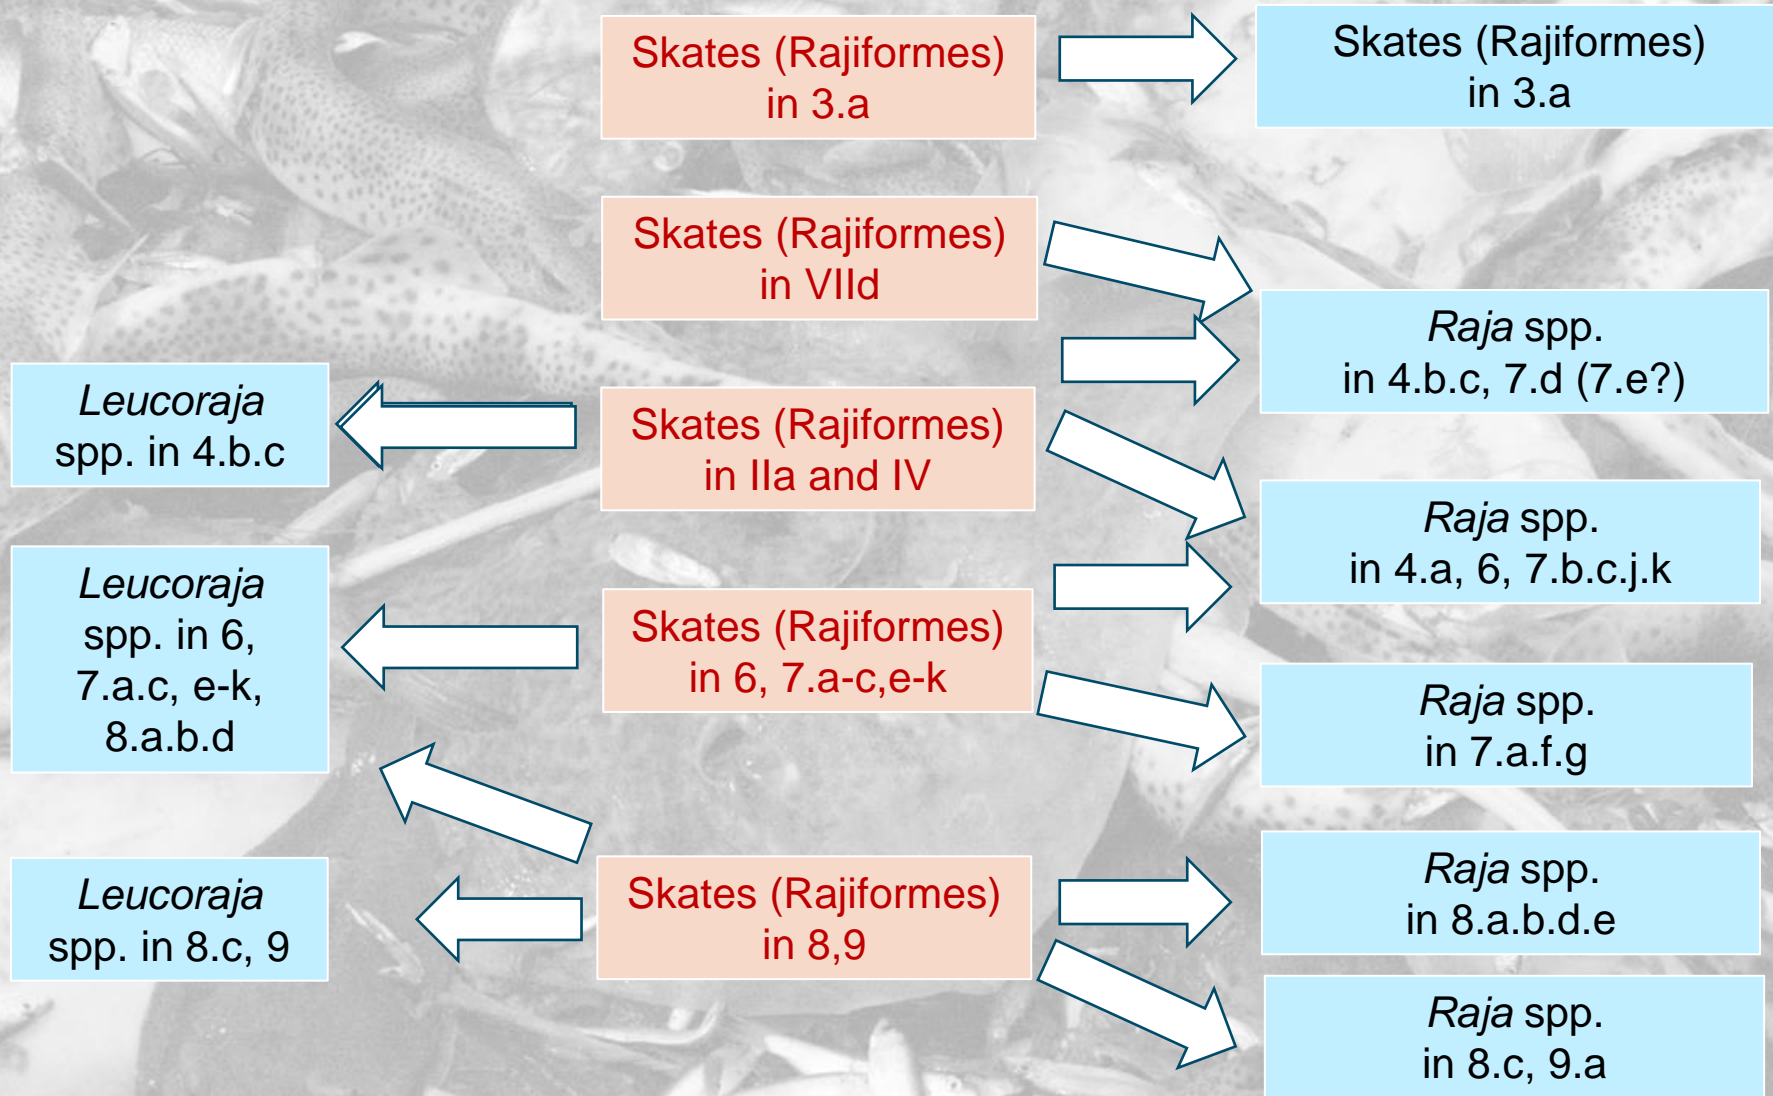 Skates (Rajiformes)
in 3.a
Skates (Rajiformes)
in 3.a
Skates (Rajiformes)
in VIId
Raja spp.
in 4.b.c, 7.d (7.e?)
Leucoraja
spp. in 4.b.c
Skates (Rajiformes)
in IIa and IV
Raja spp.
in 4.a, 6, 7.b.c.j.k
Leucoraja
spp. in 6,
7.a.c, e-k,
8.a.b.d
Skates (Rajiformes)
in 6, 7.a-c,e-k
Raja spp.
in 7.a.f.g
Leucoraja
spp. in 8.c, 9
Skates (Rajiformes)
in 8,9
Raja spp.
in 8.a.b.d.e
Raja spp.
in 8.c, 9.a